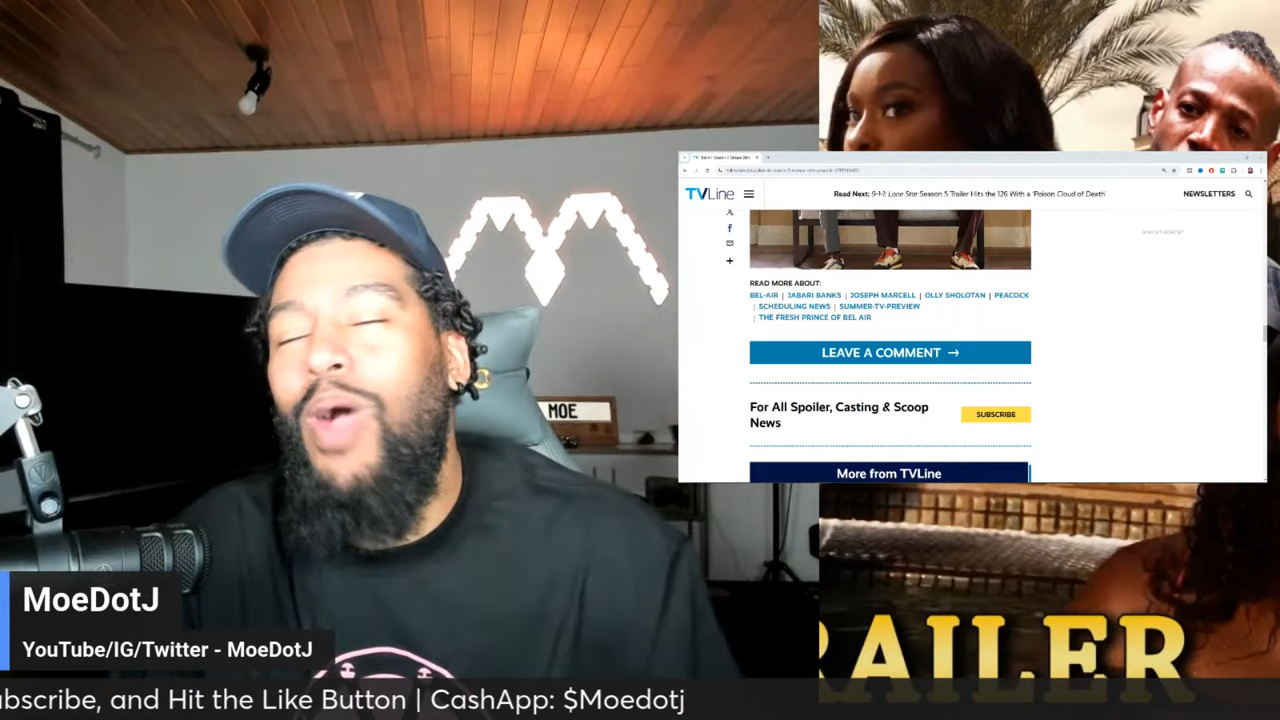 TVLine
Read Next: 9-1-1: Lone Star Season 5 Trailer Hits the 126 With a 'Poison Cloud of Death'
NEWSLETTERS
ADVERTISEMENT
READ MORE ABOUT:
BEL-AIR | JABARI BANKS | JOSEPH MARCELL | OLLY SHOLOTAN | PEACOCK
| SCHEDULING NEWS | SUMMER-TV-PREVIEW
| THE FRESH PRINCE OF BEL AIR
LEAVE A COMMENT →
For All Spoiler, Casting & Scoop
News
SUBSCRIBE
More from TVLine
MOE
RAILER
MoeDotJ
YouTube/IG/Twitter - MoeDotJ
bscribe, and Hit the Like Button | CashApp: $Moedotj